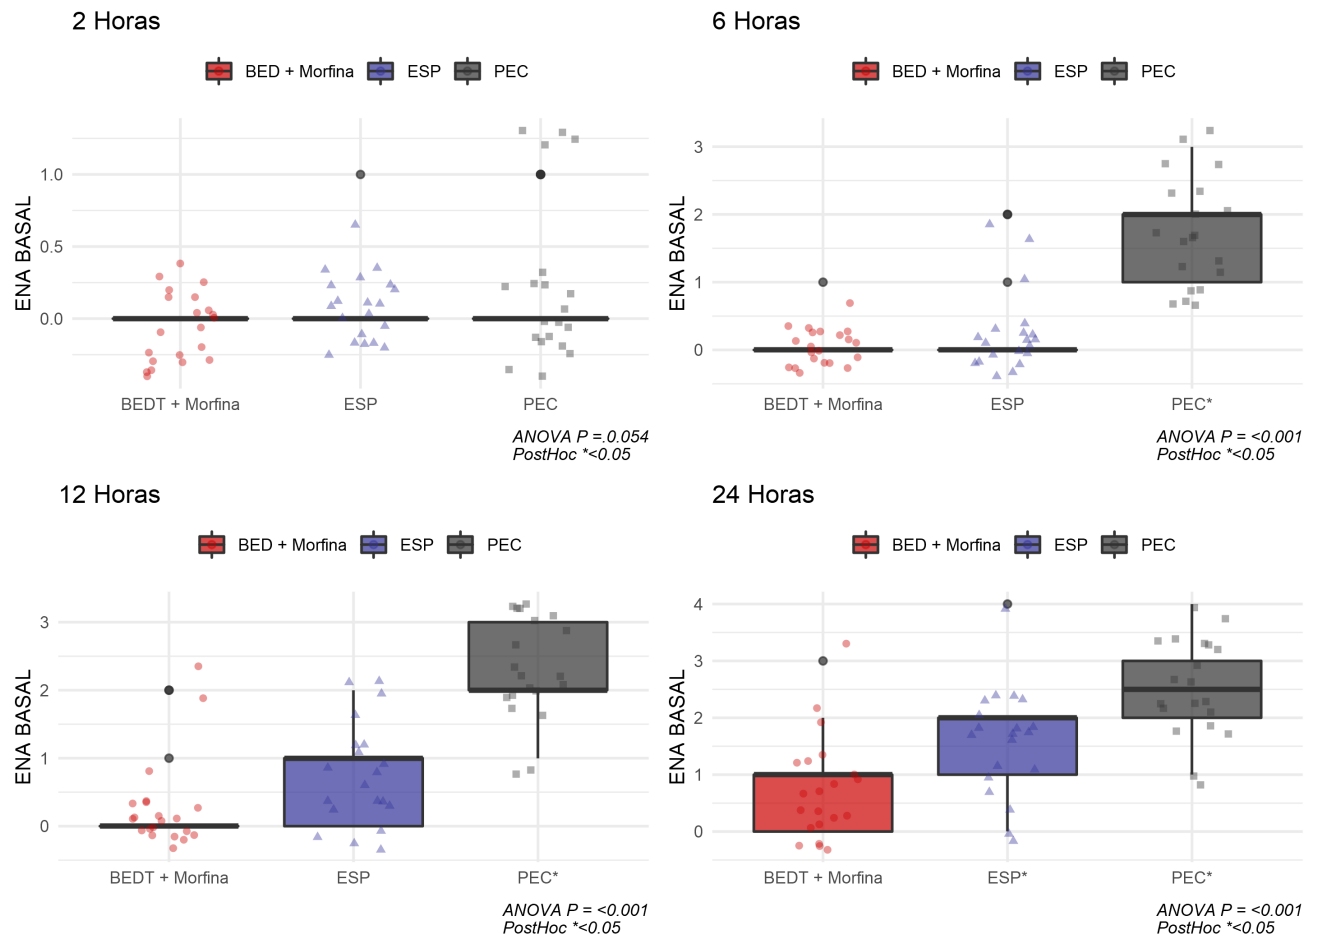 2 Horas
BED + Morfina ESP PEC
ENA BASAL
1.0
0.5
0.0
BEDT + Morfina ESP PEC
ANOVA P =.0.054
PostHoc *<0.05
6 Horas
BED + Morfina ESP PEC
ENA BASAL
3
2
1
0
BEDT + Morfina ESP PEC*
ANOVA P = <0.001
PostHoc *<0.05
12 Horas
BED + Morfina ESP PEC
ENA BASAL
3
2
1
0
BEDT + Morfina ESP PEC*
ANOVA P = <0.001
PostHoc *<0.05
24 Horas
BED + Morfina ESP PEC
ENA BASAL
4
3
2
1
0
BEDT + Morfina ESP* PEC*
ANOVA P = <0.001
PostHoc *<0.05